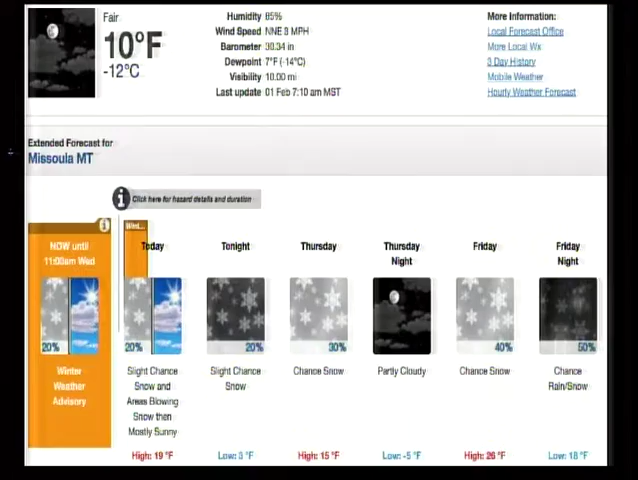 Fair
10°F
-12°C
Humidity 85%
Wind Speed NNE 3 MPH
Barometer 30.34 in
Dewpoint 7°F (-14°C)
Visibility 10.00 mi
Last update 01 Feb 7:10 am MST
More Information:
Local Forecast Office
More Local Wx
3 Day History
Mobile Weather
Hourly Weather Forecast
Extended Forecast for
Missoula MT
Click here for hazard details and duration
NOW until
11:00am Wed
20%
Winter
Weather
Advisory
Wint...
Today
20%
Slight Chance
Snow and
Areas Blowing
Snow then
Mostly Sunny
High: 19 °F
Tonight
20%
Slight Chance
Snow
Low: 3 °F
Thursday
30%
Chance Snow
High: 15 °F
Thursday
Night
Partly Cloudy
Low: -5 °F
Friday
40%
Chance Snow
High: 26 °F
Friday
Night
50%
Chance
Rain/Snow
Low: 18 °F